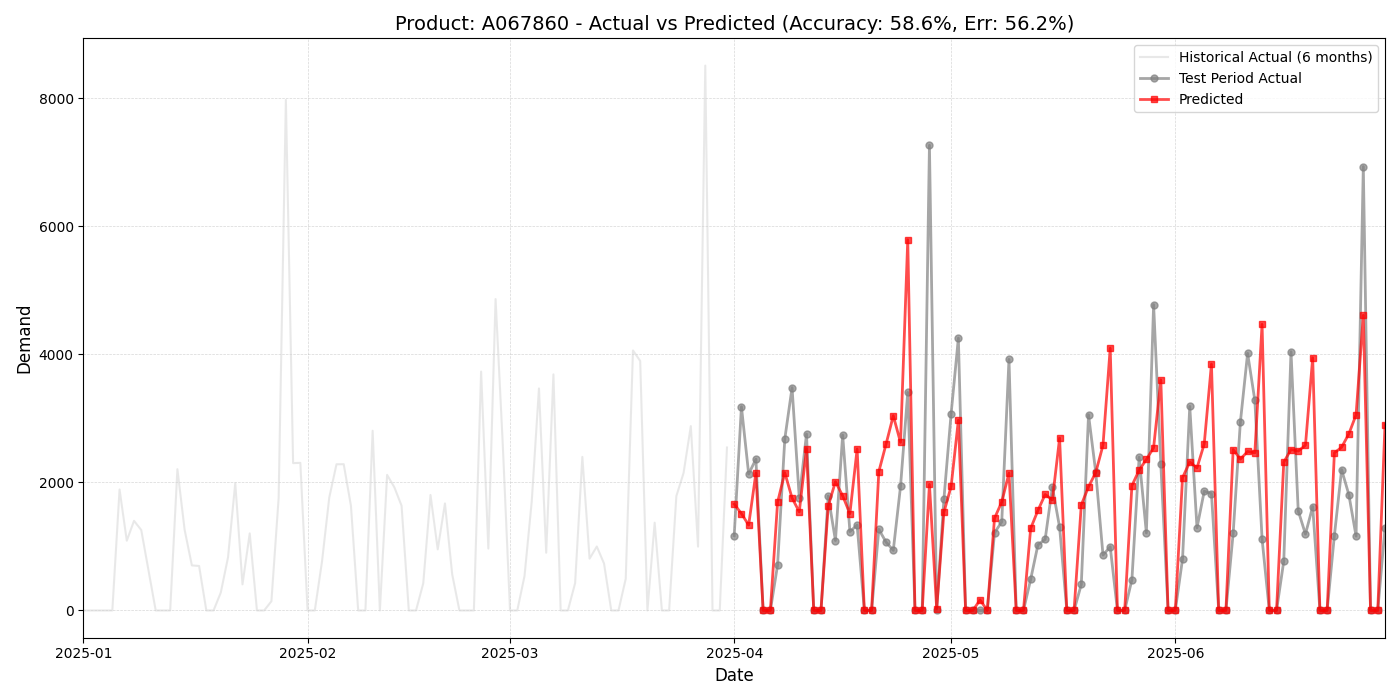 Product: A067860 - Actual vs Predicted (Accuracy: 58.6%, Err: 56.2%)
Historical Actual (6 months)
Test Period Actual
Predicted
Demand
8000
6000
4000
2000
0
2025-01
2025-02
2025-03
2025-04
2025-05
2025-06
Date